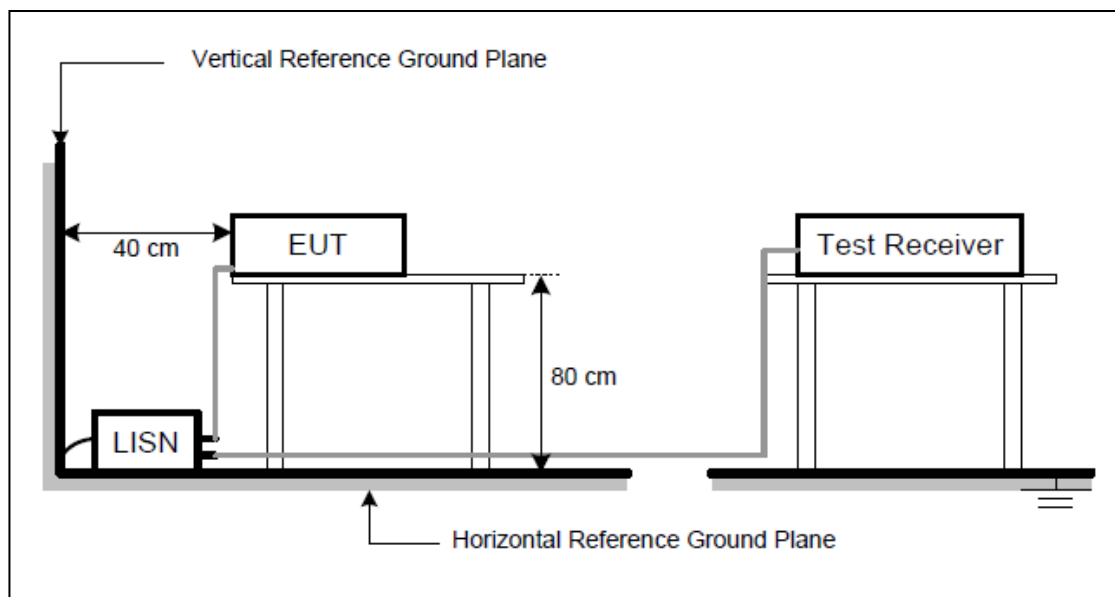 Vertical Reference Ground Plane
40 cm
EUT
Test Receiver
80 cm
LISN
Horizontal Reference Ground Plane